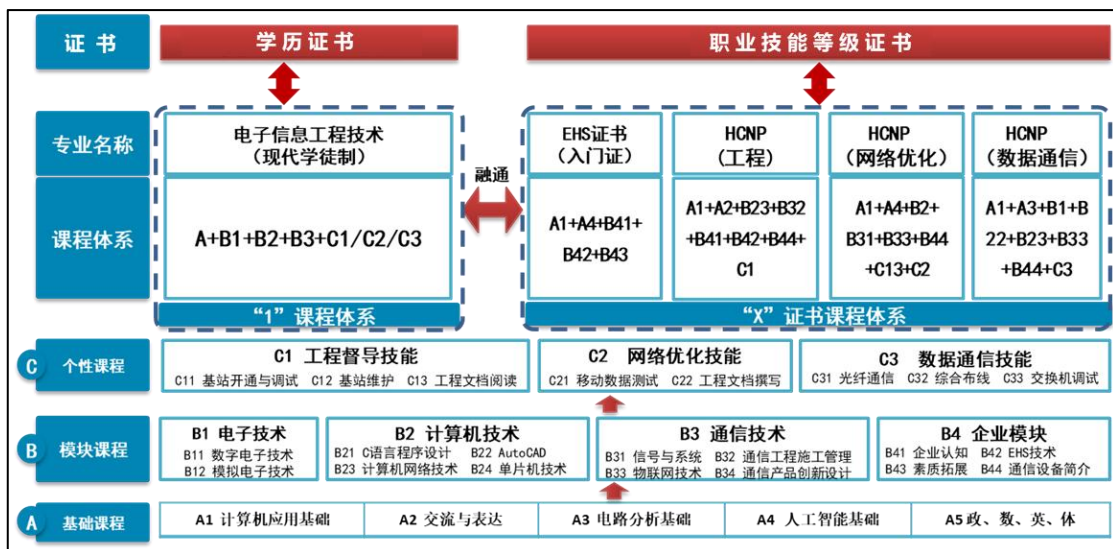 证 书
学历证书
职业技能等级证书
专业名称
电子信息工程技术
（现代学徒制）
EHS证书
（入门证）
HCNP
（工程）
HCNP
（网络优化）
HCNP
（数据通信）
融通
课程体系
A+B1+B2+B3+C1/C2/C3
A1+A4+B41+
B42+B43
A1+A2+B23+B32
+B41+B42+B44+
C1
A1+A4+B2+
B31+B33+B44
+C13+C2
A1+A3+B1+B
22+B23+B33
+B44+C3
“1”课程体系
“X”证书课程体系
C 个性课程
C1 工程督导技能
C11 基站开通与调试 C12 基站维护 C13 工程文档阅读
C2 网络优化技能
C21 移动数据测试 C22 工程文档撰写
C3 数据通信技能
C31 光纤通信 C32 综合布线 C33 交换机调试
B 模块课程
B1 电子技术
B11 数字电子技术
B12 模拟电子技术
B2 计算机技术
B21 C语言程序设计 B22 AutoCAD
B23 计算机网络技术 B24 单片机技术
B3 通信技术
B31 信号与系统 B32 通信工程施工管理
B33 物联网技术 B34 通信产品创新设计
B4 企业模块
B41 企业认知 B42 EHS技术
B43 素质拓展 B44 通信设备简介
A 基础课程
A1 计算机应用基础
A2 交流与表达
A3 电路分析基础
A4 人工智能基础
A5 政、数、英、体